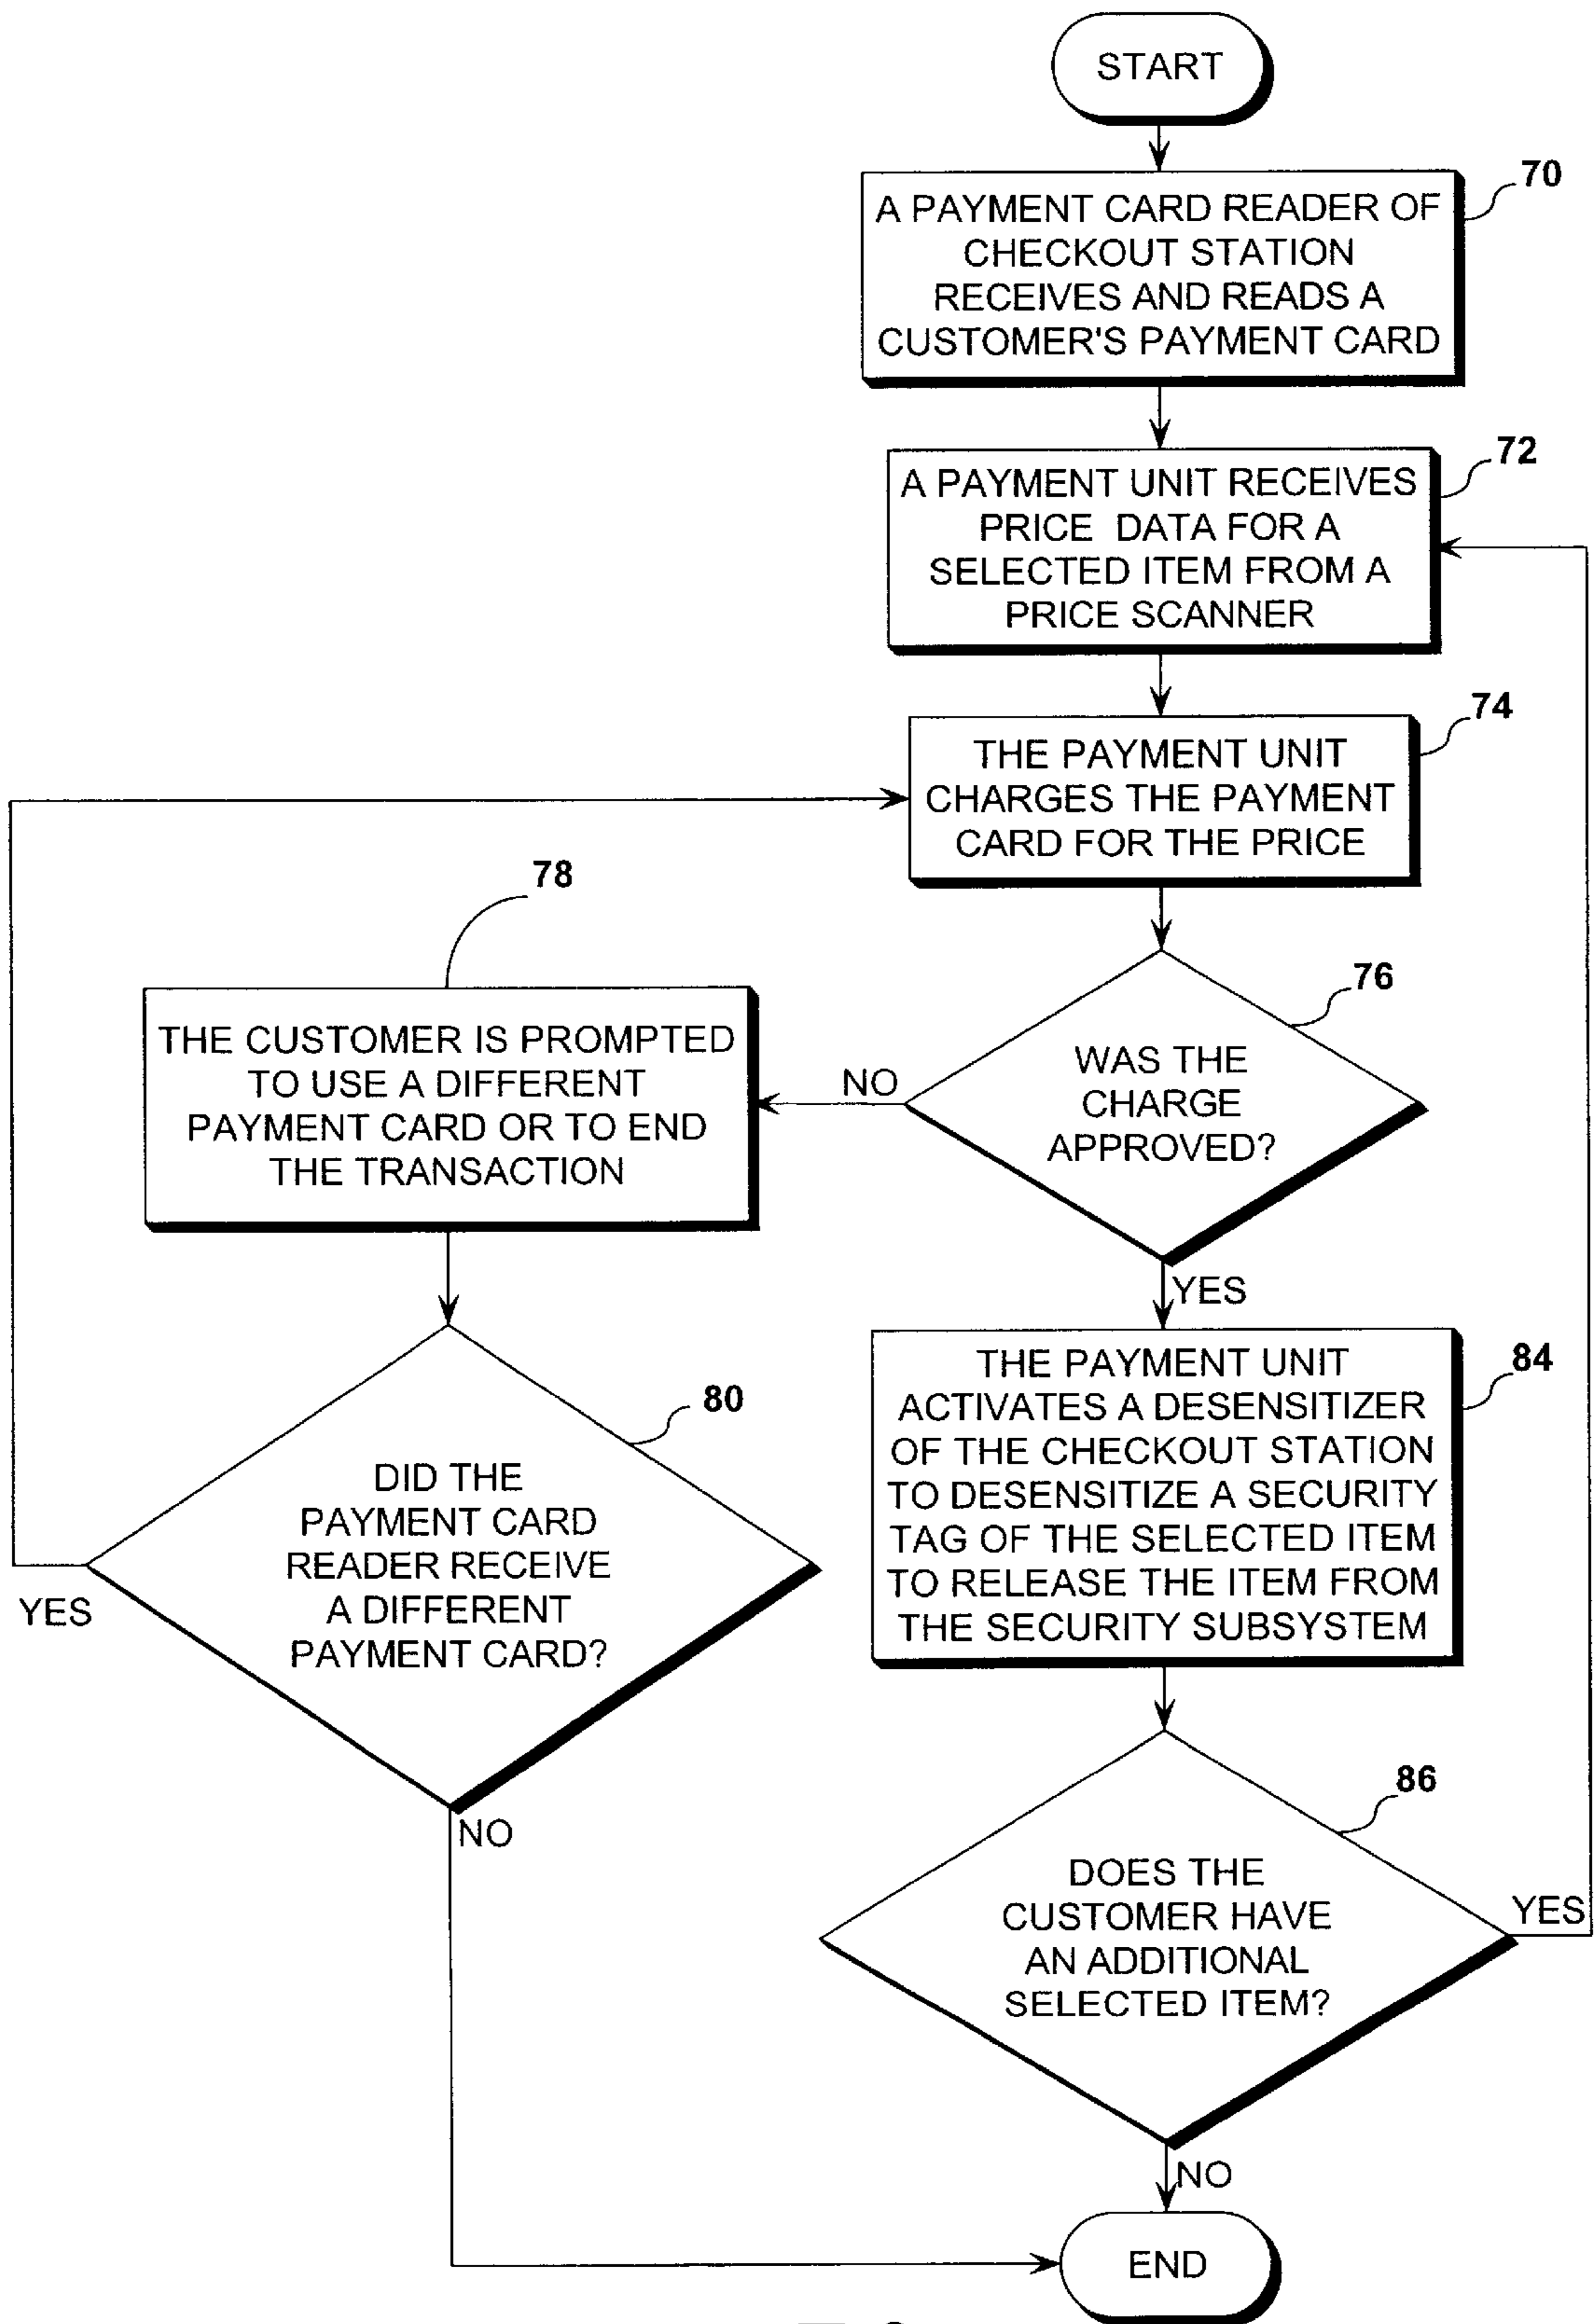 START
70
A PAYMENT CARD READER OF
CHECKOUT STATION
RECEIVES AND READS A
CUSTOMER'S PAYMENT CARD
72
A PAYMENT UNIT RECEIVES
PRICE DATA FOR A
SELECTED ITEM FROM A
PRICE SCANNER
74
THE PAYMENT UNIT
CHARGES THE PAYMENT
CARD FOR THE PRICE
76
WAS THE
CHARGE
APPROVED?
NO
78
THE CUSTOMER IS PROMPTED
TO USE A DIFFERENT
PAYMENT CARD OR TO END
THE TRANSACTION
80
DID THE
PAYMENT CARD
READER RECEIVE
A DIFFERENT
PAYMENT CARD?
YES
NO
YES
84
THE PAYMENT UNIT
ACTIVATES A DESENSITIZER
OF THE CHECKOUT STATION
TO DESENSITIZE A SECURITY
TAG OF THE SELECTED ITEM
TO RELEASE THE ITEM FROM
THE SECURITY SUBSYSTEM
86
DOES THE
CUSTOMER HAVE
AN ADDITIONAL
SELECTED ITEM?
YES
NO
END